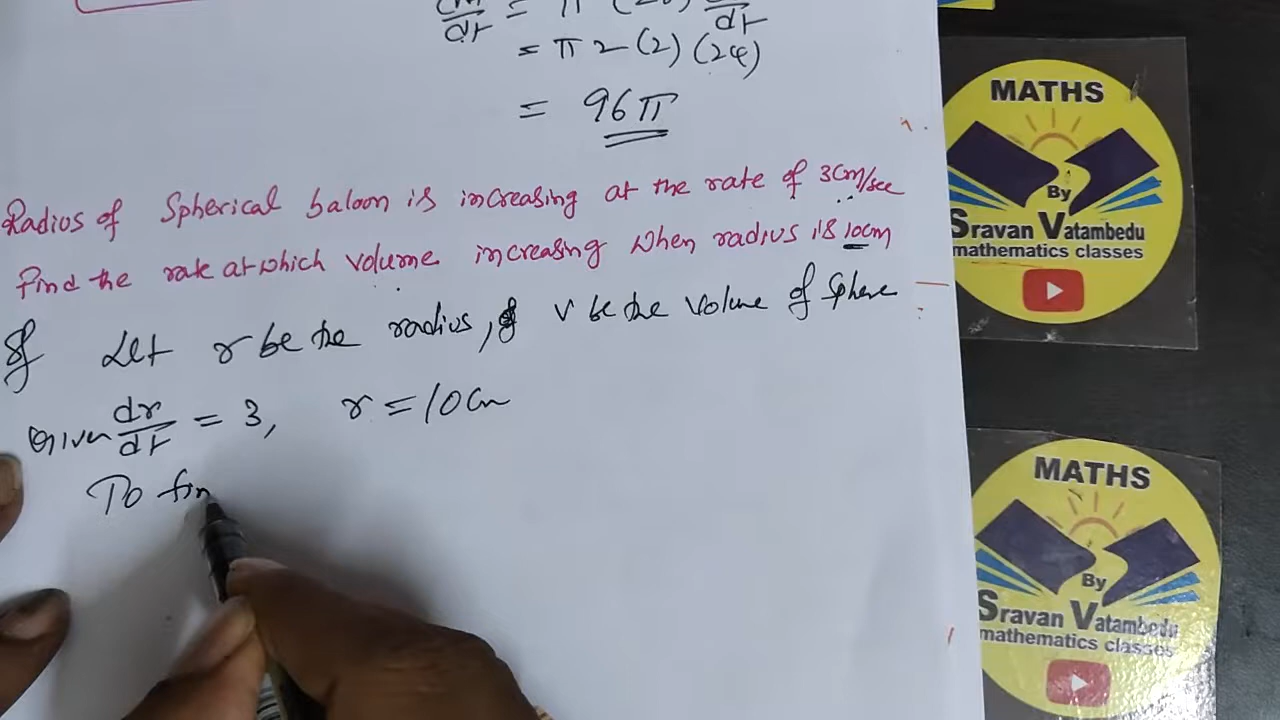 = π 2 (2) (24)
= 96π
Radius of Spherical baloon is increasing at the rate of 3cm/sec
find the rate at which volume increasing when radius is 10cm
Let r be the radius, & V be the volume of Sphere
Given dr/dt = 3, r = 10cm
To fin
MATHS
By
Sravan Vatambedu
mathematics classes
MATHS
By
Sravan Vatambedu
mathematics classes